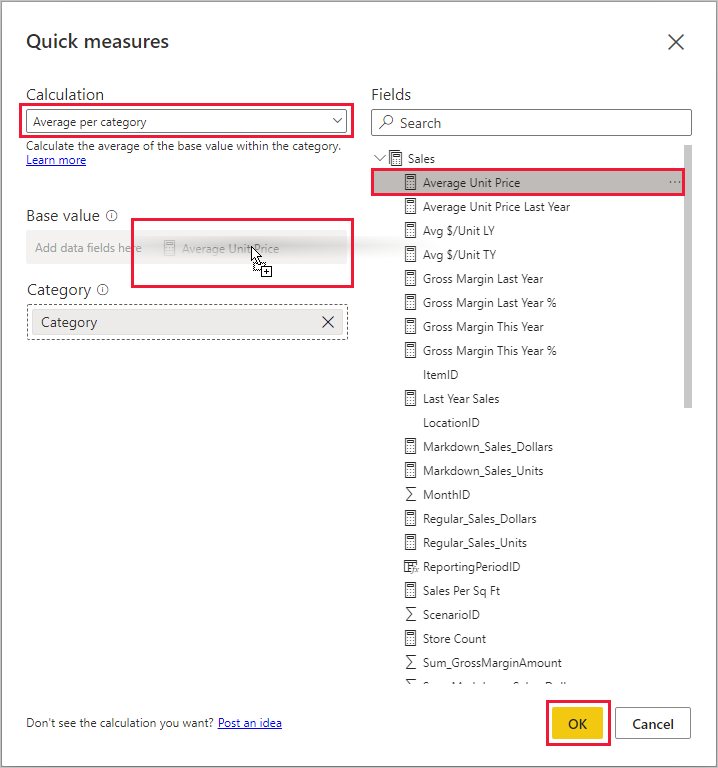 Quick measures
Calculation
Average per category
Calculate the average of the base value within the category.
Learn more
Base value
Add data fields here
Average Unit Price
Category
Category
Fields
Search
Sales
Average Unit Price
Average Unit Price Last Year
Avg $/Unit LY
Avg $/Unit TY
Gross Margin Last Year
Gross Margin Last Year %
Gross Margin This Year
Gross Margin This Year %
ItemID
Last Year Sales
LocationID
Markdown_Sales_Dollars
Markdown_Sales_Units
MonthID
Regular_Sales_Dollars
Regular_Sales_Units
ReportingPeriodID
Sales Per Sq Ft
ScenarioID
Store Count
Sum_GrossMarginAmount
Don't see the calculation you want? Post an idea
OK
Cancel